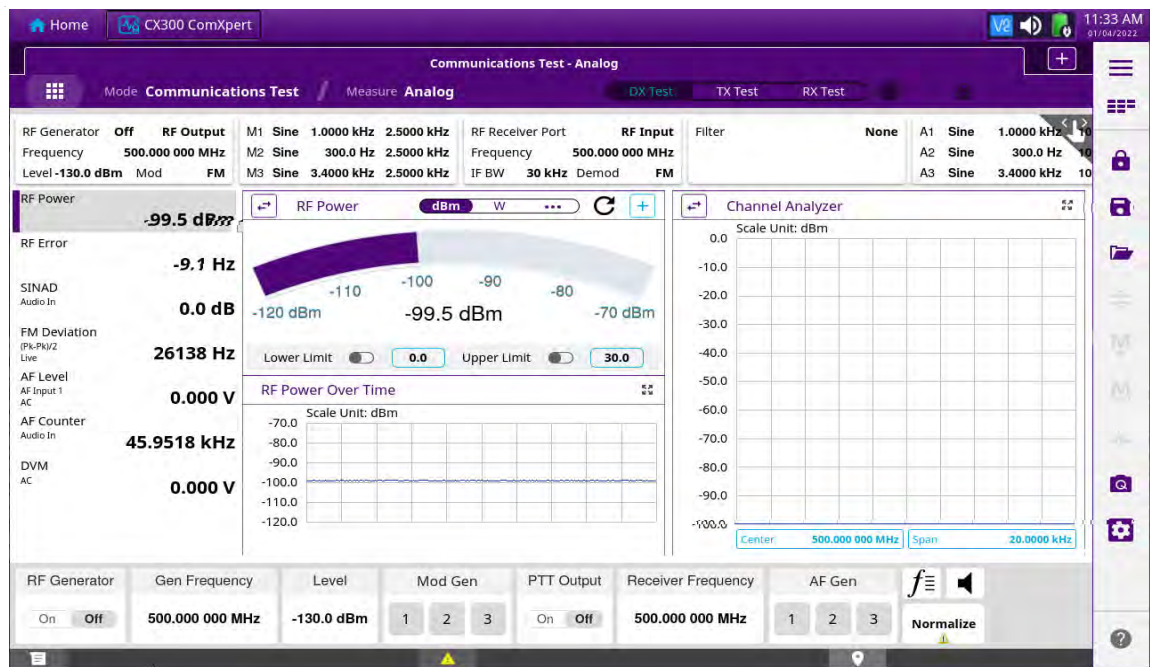 Home
CX300 ComXpert
V2
11:33 AM
01/04/2022
Communications Test - Analog
+
Mode Communications Test / Measure Analog
DX Test TX Test RX Test
RF Generator Off RF Output
Frequency 500.000 000 MHz
Level -130.0 dBm Mod FM
M1 Sine 1.0000 kHz 2.5000 kHz
M2 Sine 300.0 Hz 2.5000 kHz
M3 Sine 3.4000 kHz 2.5000 kHz
RF Receiver Port RF Input
Frequency 500.000 000 MHz
IF BW 30 kHz Demod FM
Filter None
A1 Sine 1.0000 kHz 10
A2 Sine 300.0 Hz 10
A3 Sine 3.4000 kHz 10
RF Power
-99.5 dBm
RF Error
-9.1 Hz
SINAD
Audio In
0.0 dB
FM Deviation
(Pk-Pk)/2
Live
26138 Hz
AF Level
AF Input 1
AC
0.000 V
AF Counter
Audio In
45.9518 kHz
DVM
AC
0.000 V
RF Power dBm W ••• +
-120 dBm
-110
-100
-90
-80
-70 dBm
-99.5 dBm
Lower Limit 0.0 Upper Limit 30.0
RF Power Over Time
Scale Unit: dBm
-70.0
-80.0
-90.0
-100.0
-110.0
-120.0
Channel Analyzer
Scale Unit: dBm
0.0
-10.0
-20.0
-30.0
-40.0
-50.0
-60.0
-70.0
-80.0
-90.0
-100.0
Center 500.000 000 MHz Span 20.0000 kHz
M
M
RF Generator
On Off
Gen Frequency
500.000 000 MHz
Level
-130.0 dBm
Mod Gen
1 2 3
PTT Output
On Off
Receiver Frequency
500.000 000 MHz
AF Gen
1 2 3
f
Normalize
?